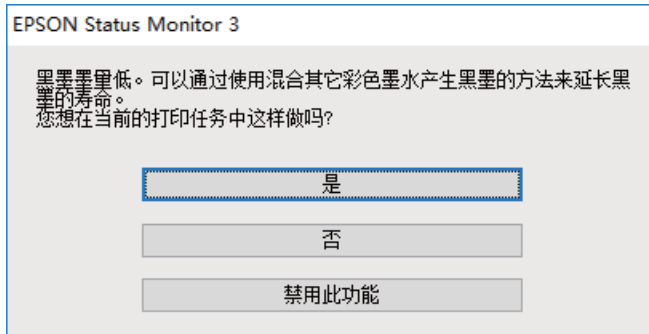 EPSON Status Monitor 3
黑墨墨量低。可以通过使用混合其它彩色墨水产生黑墨的方法来延长黑
墨的寿命。
您想在当前的打印任务中这样做吗?
是
否
禁用此功能